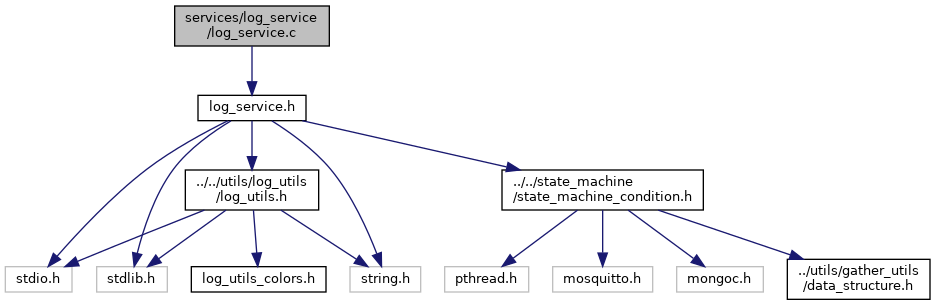 services/log_service
/log_service.c
log_service.h
../../utils/log_utils
/log_utils.h
../../state_machine
/state_machine_condition.h
stdio.h
stdlib.h
log_utils_colors.h
string.h
pthread.h
mosquitto.h
mongoc.h
../utils/gather_utils
/data_structure.h